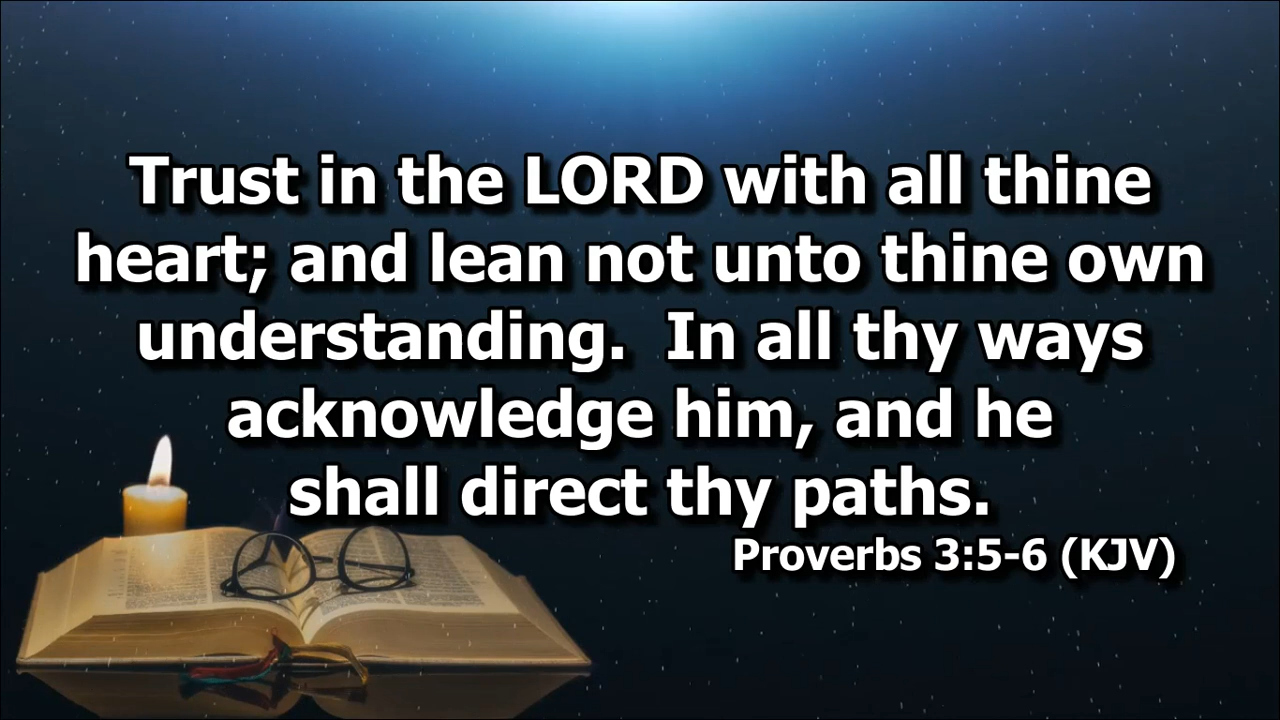 Trust in the LORD with all thine
heart; and lean not unto thine own
understanding.  In all thy ways
acknowledge him, and he
shall direct thy paths.
Proverbs 3:5-6 (KJV)